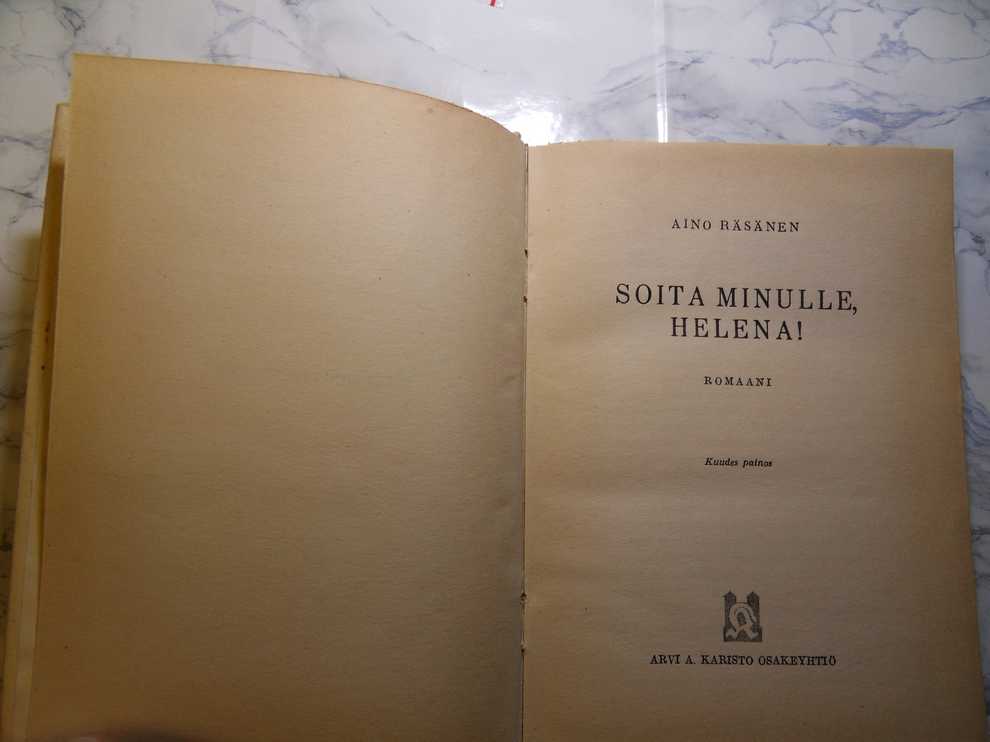 AINO RÄSÄNEN
SOITA MINULLE,
HELENA!
ROMAANI
Kuudes painos
ARVI A. KARISTO OSAKEYHTIÖ